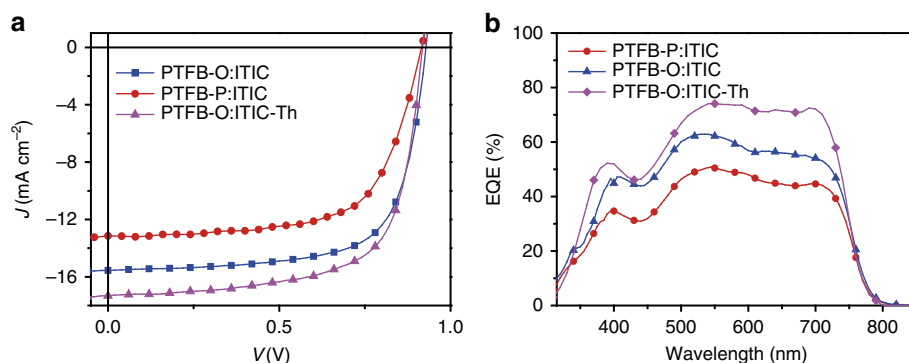 a
0
−4
−8
−12
−16
J (mA cm⁻²)
PTFB-O:ITIC
PTFB-P:ITIC
PTFB-O:ITIC-Th
0.0
0.5
1.0
V (V)
b
100
80
60
40
20
0
EQE (%)
PTFB-P:ITIC
PTFB-O:ITIC
PTFB-O:ITIC-Th
400
500
600
700
800
Wavelength (nm)